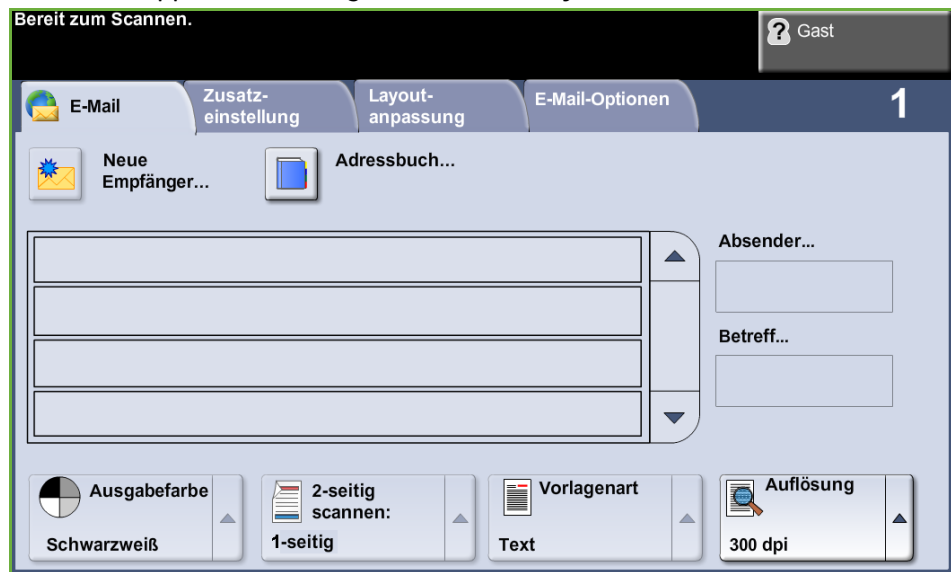 Bereit zum Scannen.
? Gast
E-Mail
Zusatz-
einstellung
Layout-
anpassung
E-Mail-Optionen
1
Neue
Empfänger...
Adressbuch...
Absender...
Betreff...
Ausgabefarbe
Schwarzweiß
2-seitig
scannen:
1-seitig
Vorlagenart
Text
Auflösung
300 dpi